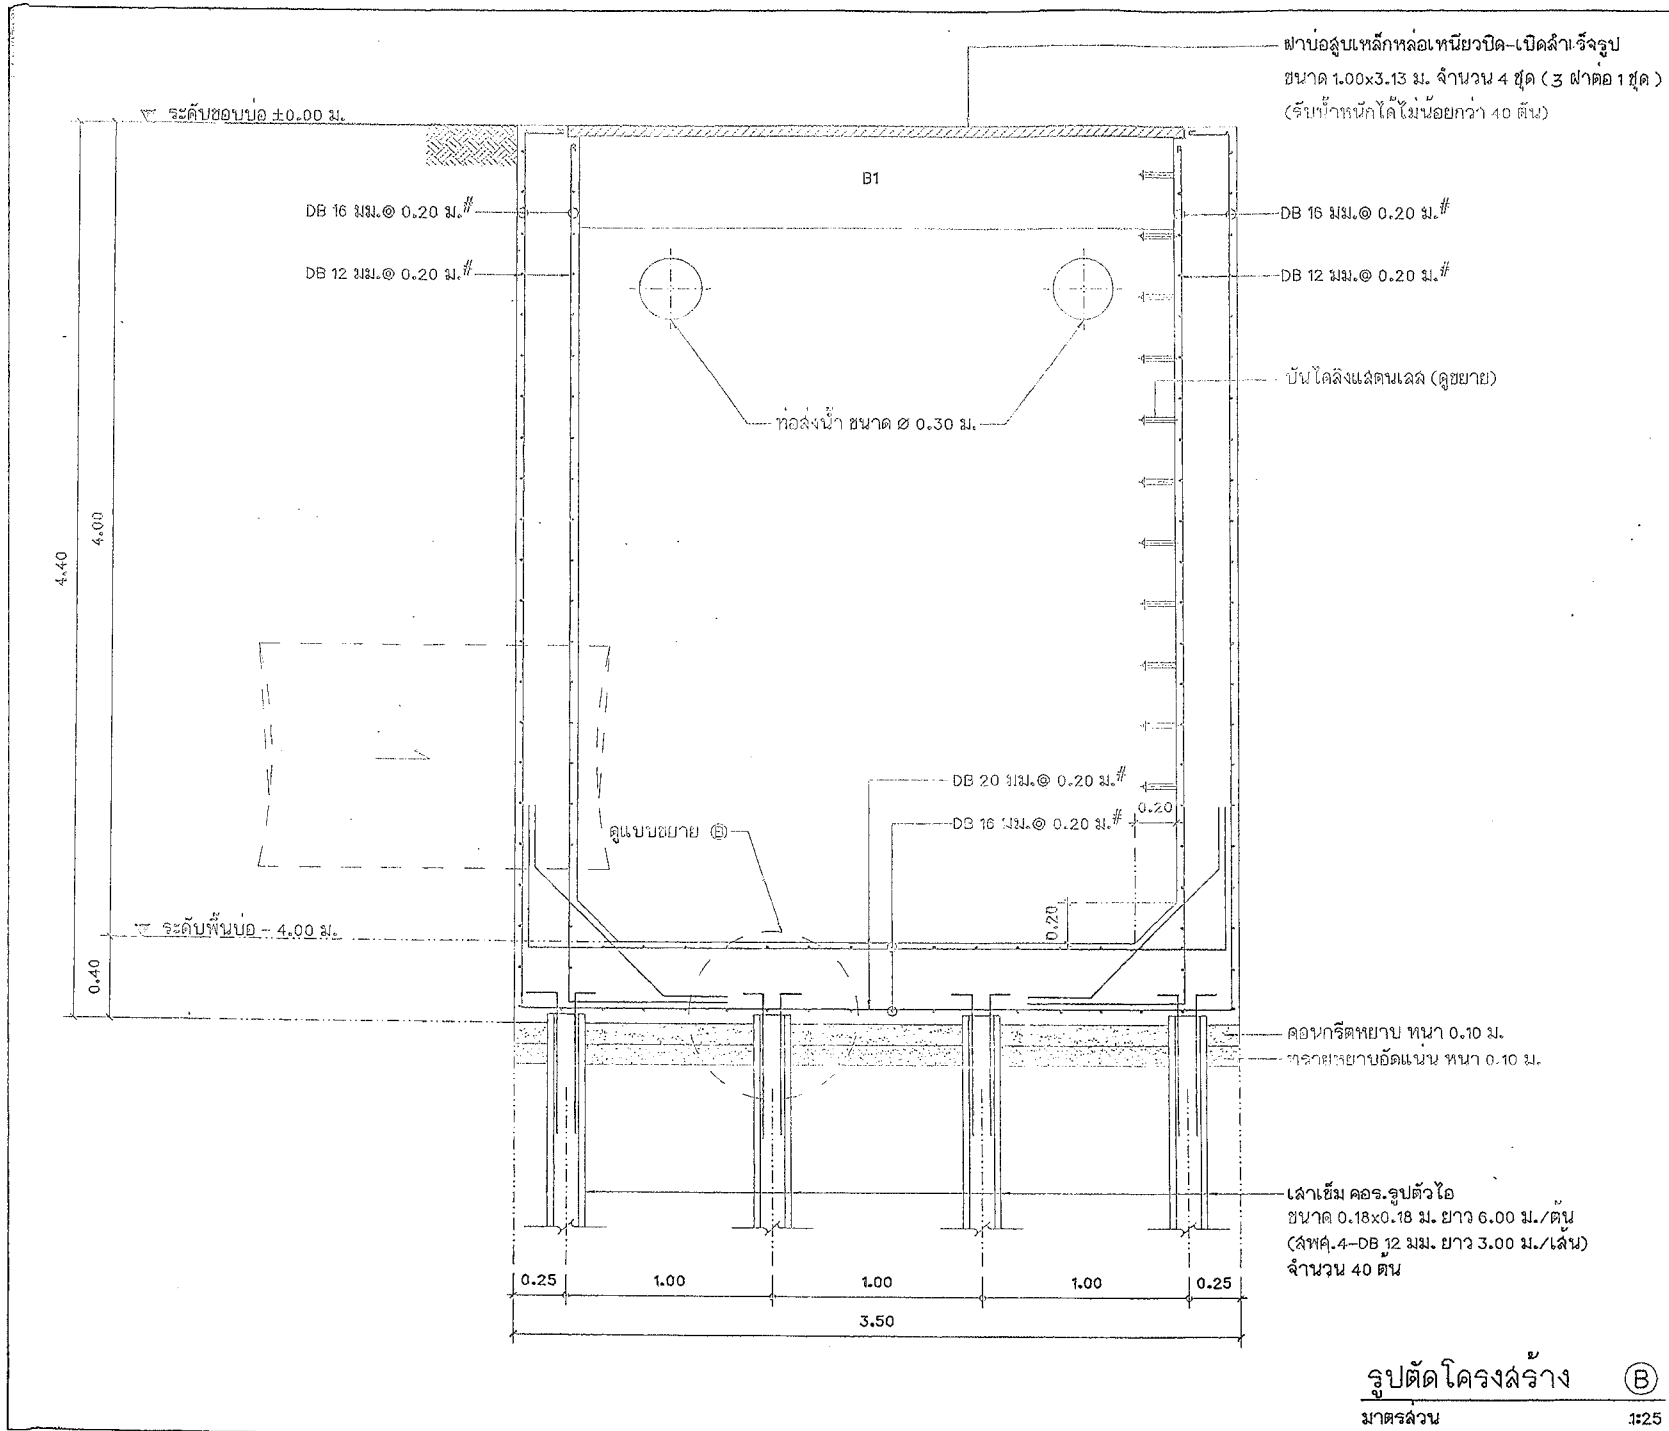 ฝาบ่อสูบเหล็กหล่อเหนียวปิด-เปิดสำเร็จรูป
ขนาด 1.00x3.13 ม. จำนวน 4 ชุด ( 3 ฝาต่อ 1 ชุด )
(รับน้ำหนักได้ไม่น้อยกว่า 40 ตัน)
ระดับขอบบ่อ ±0.00 ม.
B1
DB 16 มม.@ 0.20 ม.#
DB 16 มม.@ 0.20 ม.#
DB 12 มม.@ 0.20 ม.#
DB 12 มม.@ 0.20 ม.#
บันไดลิงแสตนเลส (ดูขยาย)
ท่อส่งน้ำ ขนาด Ø 0.30 ม.
4.00
4.40
DB 20 มม.@ 0.20 ม.#
0.20
DB 16 มม.@ 0.20 ม.#
ดูแบบขยาย Ⓑ
0.20
ระดับพื้นบ่อ - 4.00 ม.
0.40
คอนกรีตหยาบ หนา 0.10 ม.
ทรายหยาบอัดแน่น หนา 0.10 ม.
เสาเข็ม คอร.รูปตัวไอ
ขนาด 0.18x0.18 ม. ยาว 6.00 ม./ต้น
(สพศ.4-DB 12 มม. ยาว 3.00 ม./เส้น)
จำนวน 40 ต้น
0.25 1.00 1.00 1.00 0.25
3.50
รูปตัดโครงสร้าง Ⓑ
มาตรส่วน 1:25